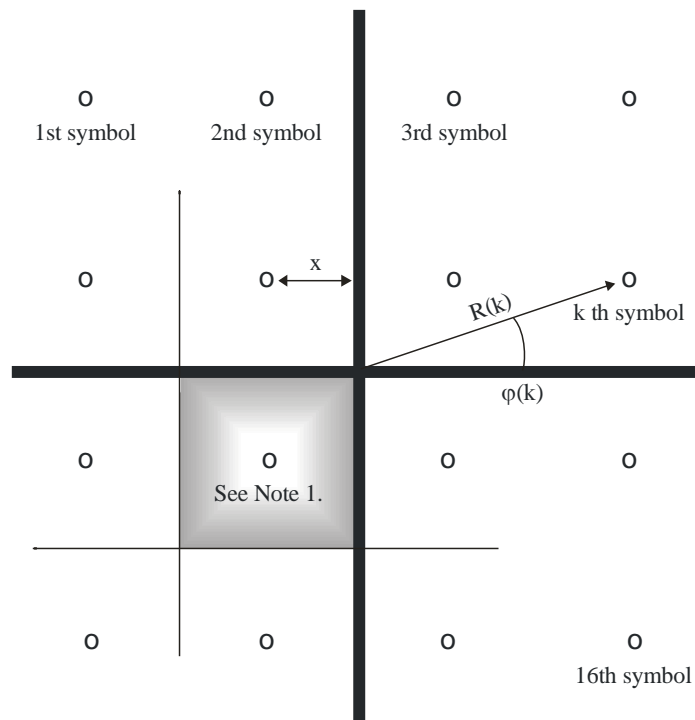 1st symbol 2nd symbol 3rd symbol
x
R(k)
k th symbol
φ(k)
See Note 1.
16th symbol